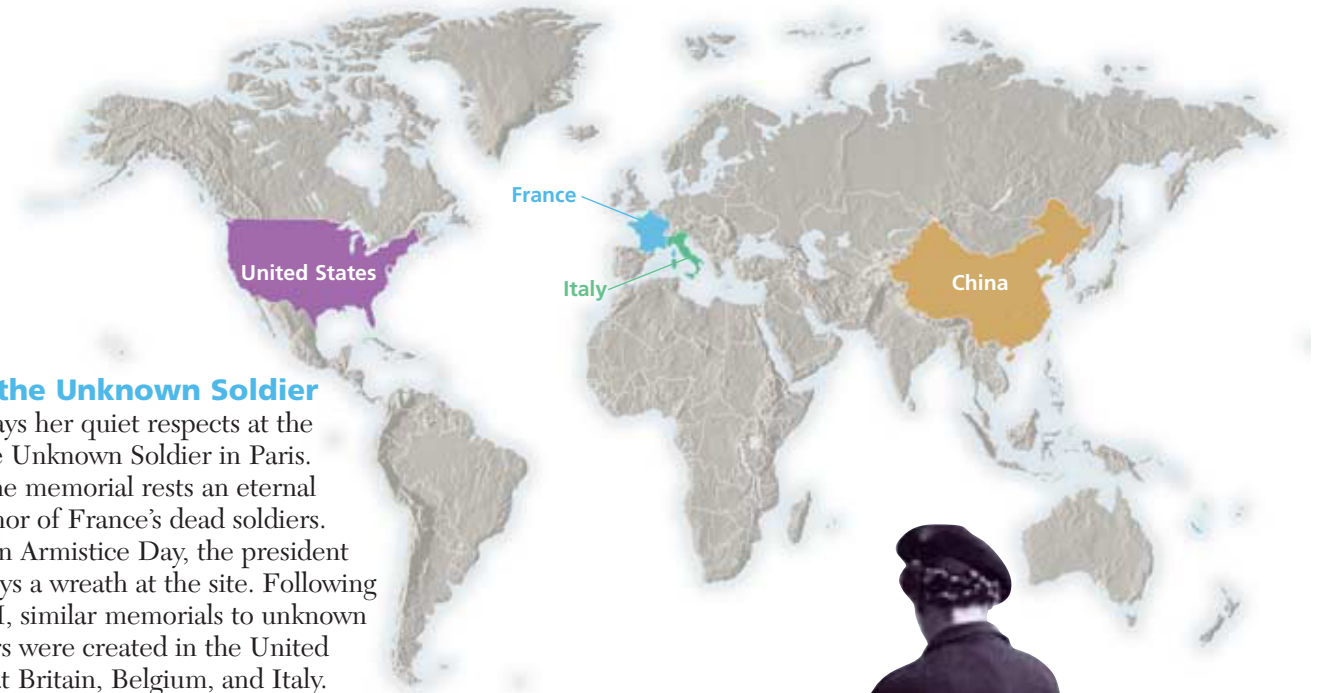 France
United States
Italy
China
the Unknown Soldier
ays her quiet respects at the
e Unknown Soldier in Paris.
he memorial rests an eternal
nor of France’s dead soldiers.
n Armistice Day, the president
ys a wreath at the site. Following
I, similar memorials to unknown
rs were created in the United
t Britain, Belgium, and Italy.